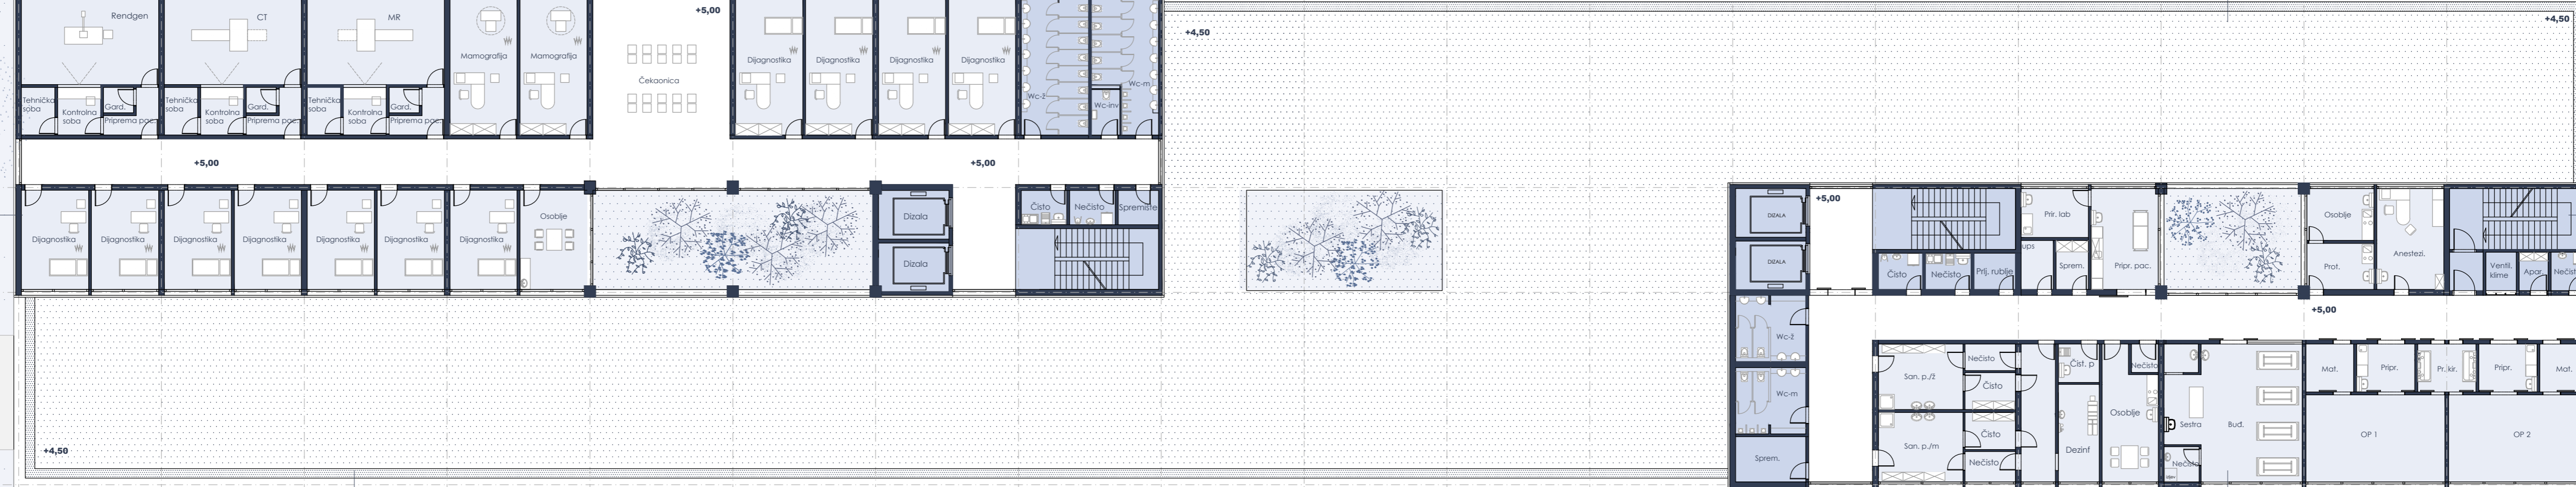 Rendgen
CT
MR
+5,00
+4,50
+4,50
Mamografija
Mamografija
Čekaonica
Dijagnostika
Dijagnostika
Dijagnostika
Wc-ž
Wc-m
Wc-inv
Tehnička
soba
Kontrolna
soba
Gard.
Priprema pac.
Tehnička
soba
Kontrolna
soba
Gard.
Priprema pac.
Tehnička
soba
Kontrolna
soba
Gard.
Priprema pac.
+5,00
+5,00
Dijagnostika
Dijagnostika
Dijagnostika
Dijagnostika
Dijagnostika
Dijagnostika
Dijagnostika
Osoblje
Dizala
Dizala
Čisto
Nečisto
Spremište
DIZALA
DIZALA
+5,00
Čisto
Nečisto
Prlj. rublje
Prir. lab
ups
Sprem.
Pripr. pac.
Osoblje
Prot.
Anestezi.
Ventil.
klime
Apar.
Nečist
+5,00
Wc-ž
Wc-m
Sprem.
San. p./ž
San. p./m
Nečisto
Čisto
Čisto
Nečisto
Čist. p
Dezinf
Nečisto
Osoblje
Sestra
Nečisto
Buđ.
Mat.
Pripr.
Pr. kir.
Pripr.
Mat.
OP 1
OP 2
+4,50